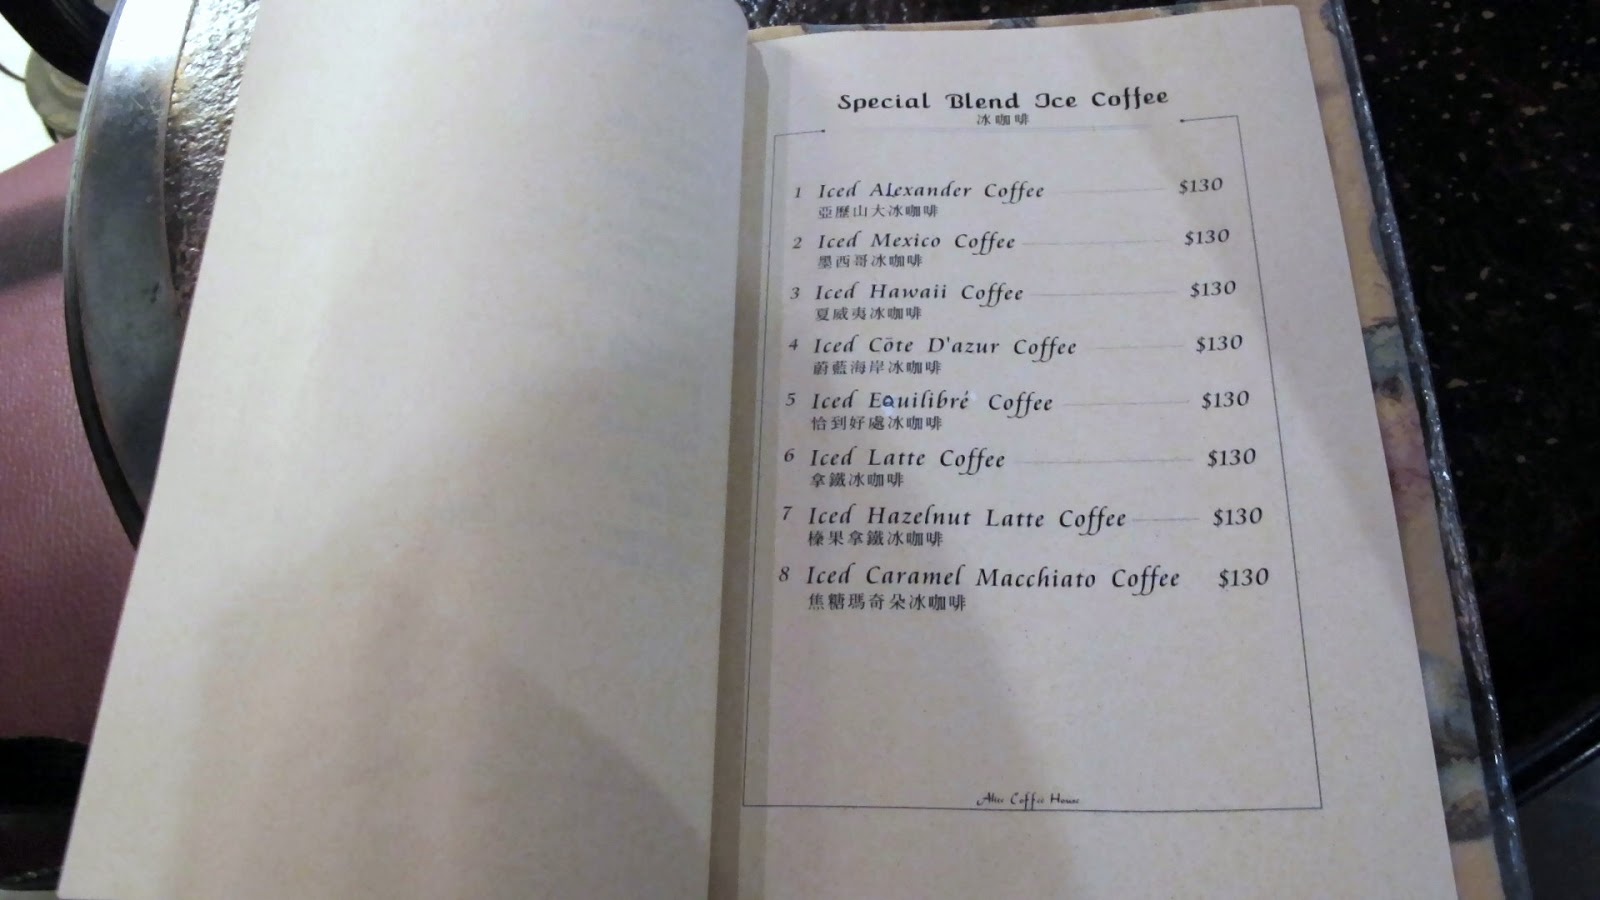 Special Blend Ice Coffee
冰咖啡
1 Iced Alexander Coffee $130
亞歷山大冰咖啡
2 Iced Mexico Coffee $130
墨西哥冰咖啡
3 Iced Hawaii Coffee $130
夏威夷冰咖啡
4 Iced Côte D'azur Coffee $130
蔚藍海岸冰咖啡
5 Iced Equilibré Coffee $130
恰到好處冰咖啡
6 Iced Latte Coffee $130
拿鐵冰咖啡
7 Iced Hazelnut Latte Coffee $130
榛果拿鐵冰咖啡
8 Iced Caramel Macchiato Coffee $130
焦糖瑪奇朵冰咖啡
Coffee House